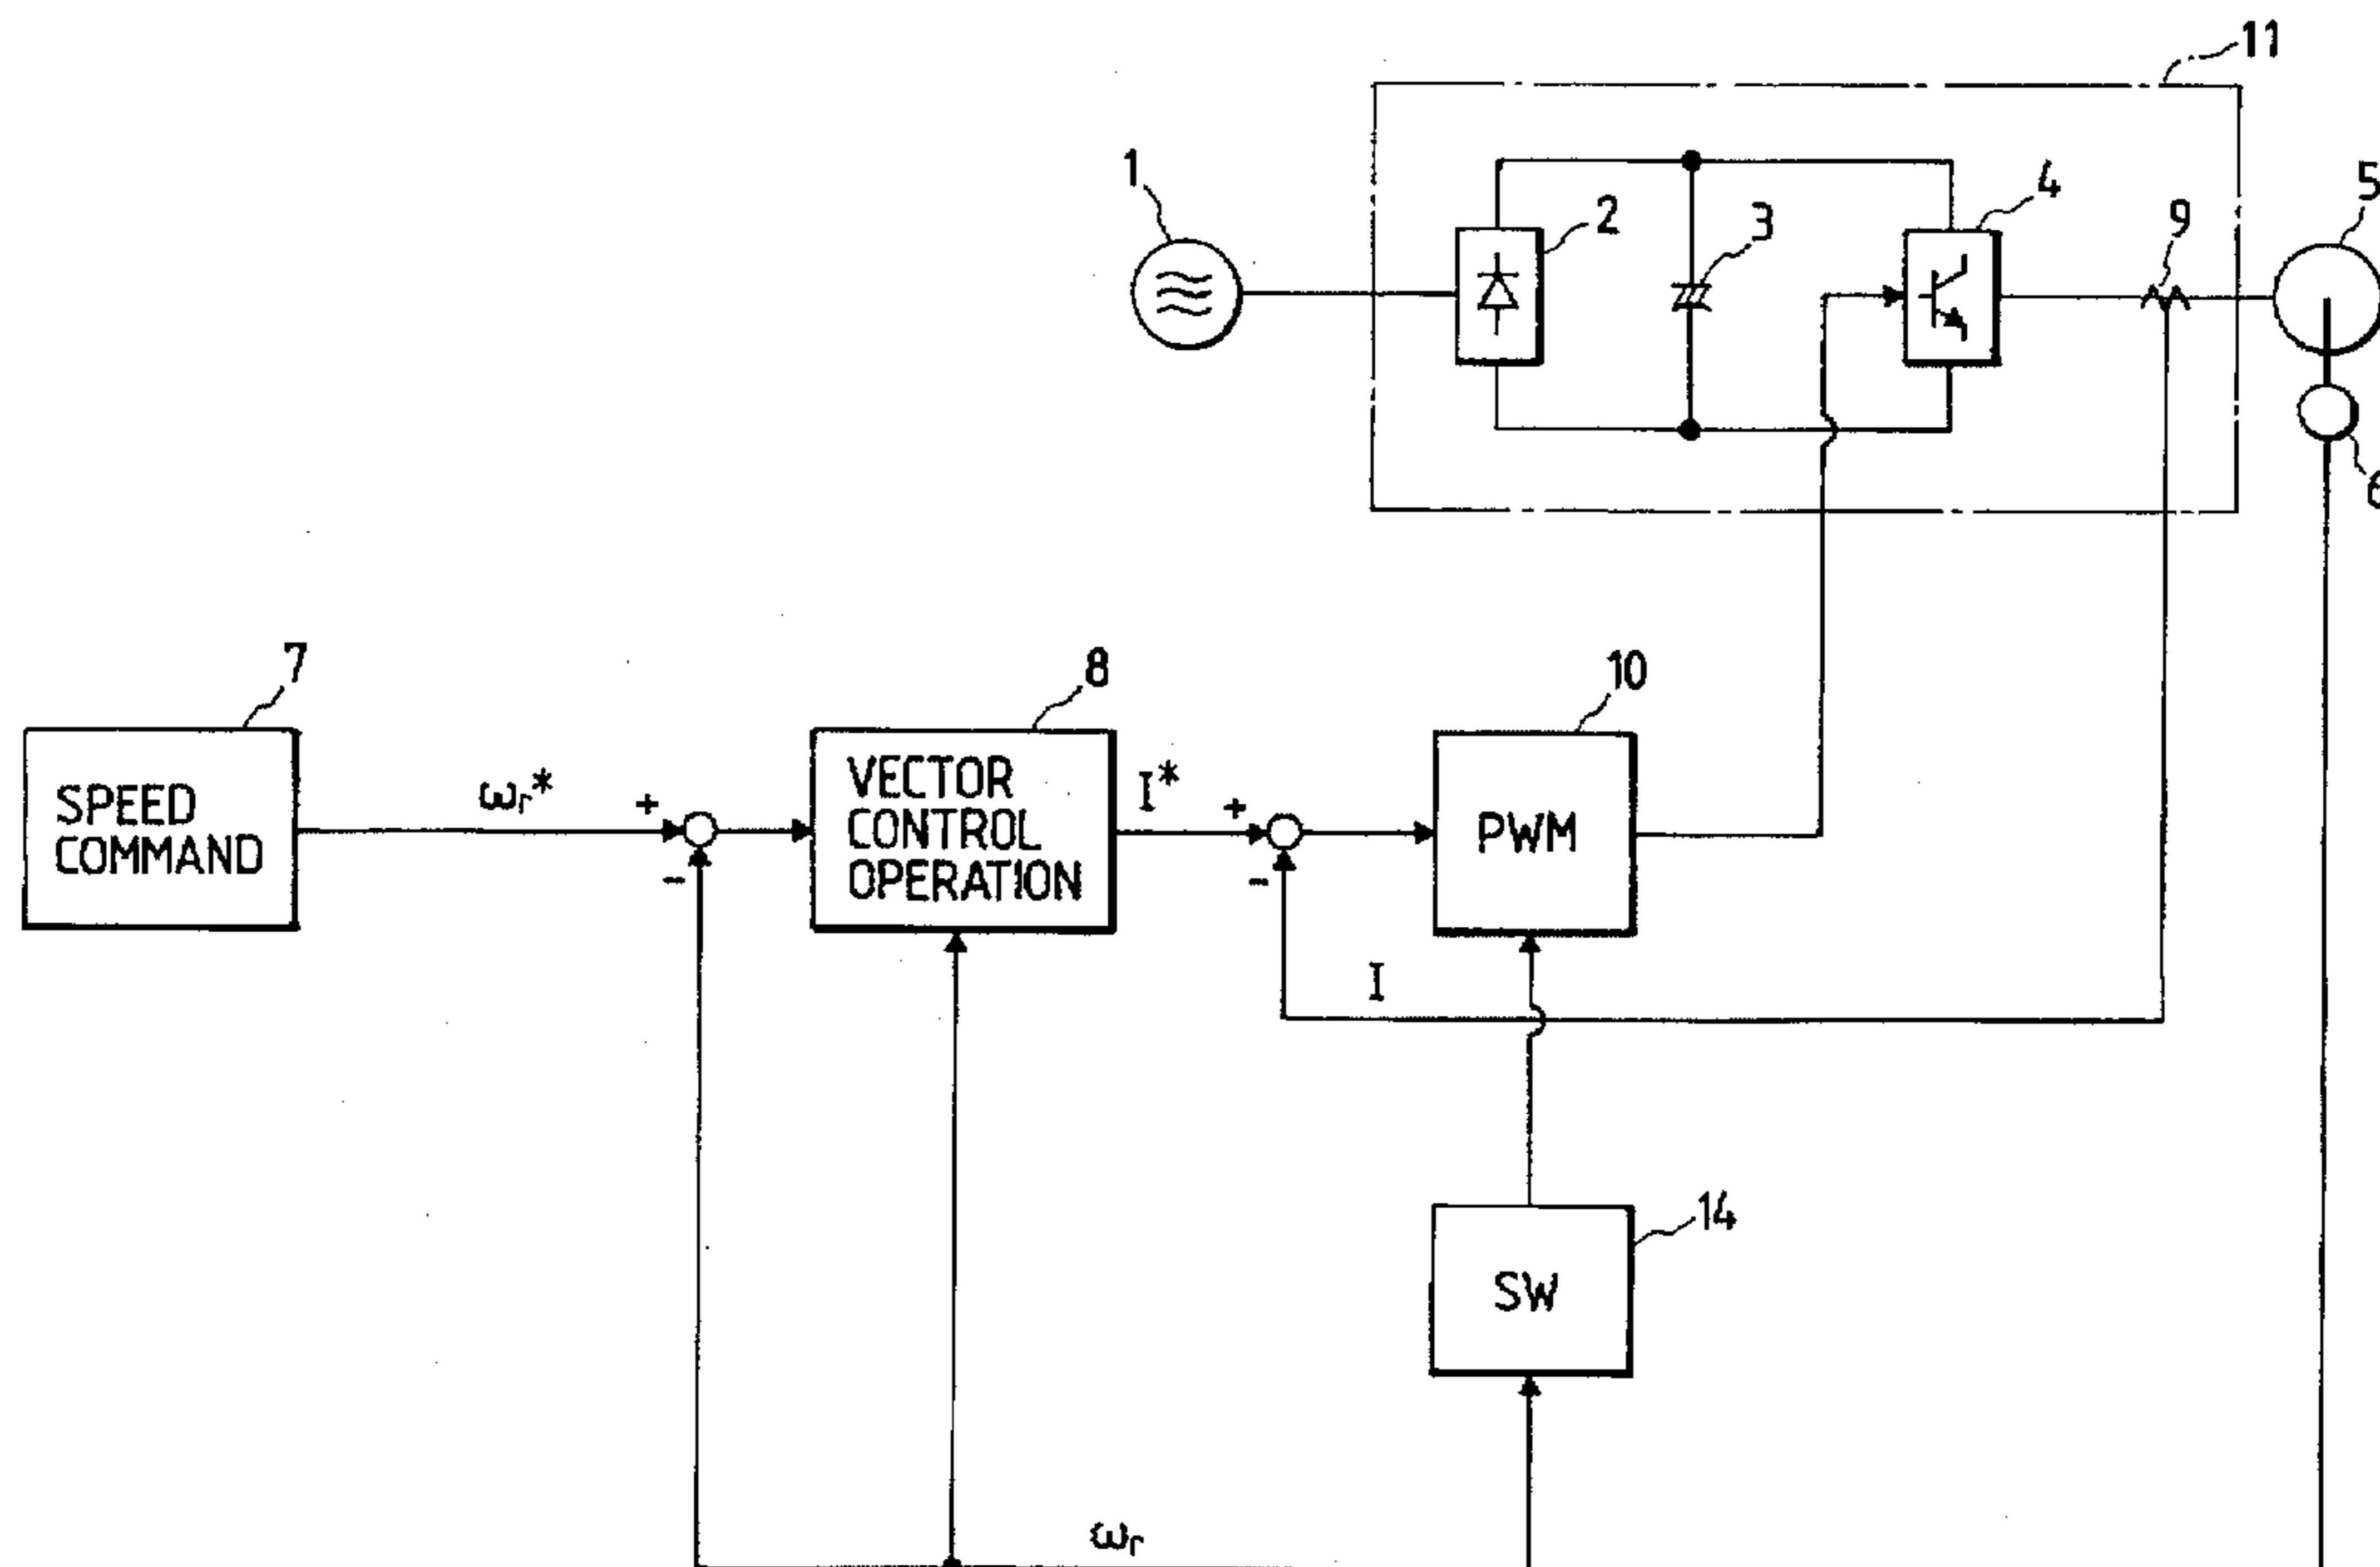 11
1
2
3
4
9
5
6
7
8
10
SPEED
COMMAND
ωr*
+
-
VECTOR
CONTROL
OPERATION
I*
+
-
PWM
I
14
SW
ωr